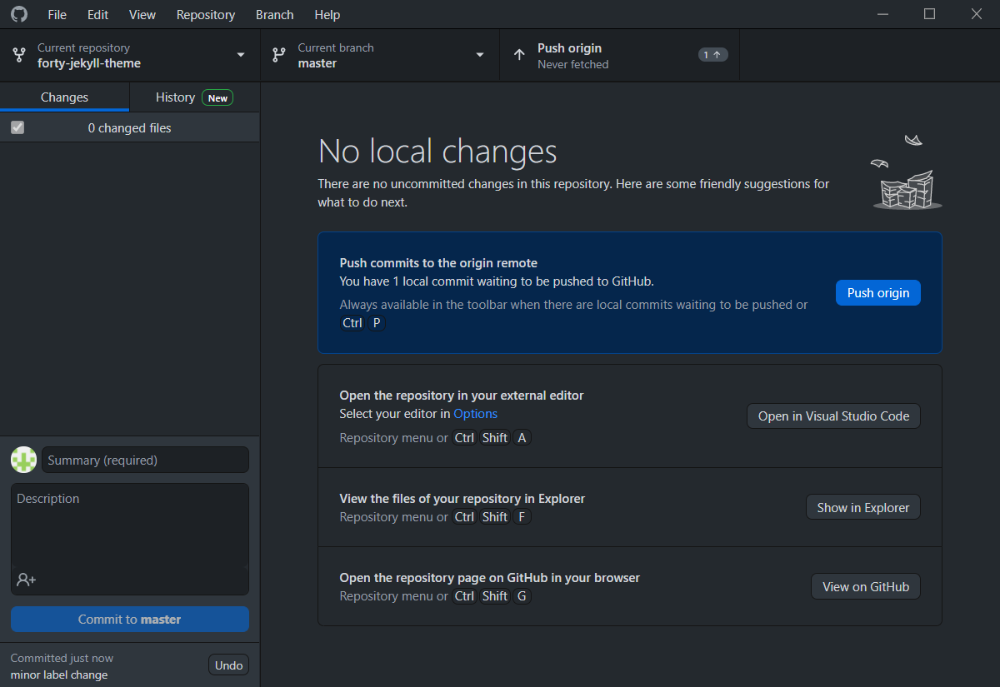 File Edit View Repository Branch Help
Current repository
forty-jekyll-theme
Current branch
master
Push origin
Never fetched
1
Changes
History New
0 changed files
No local changes
There are no uncommitted changes in this repository. Here are some friendly suggestions for
what to do next.
Push commits to the origin remote
You have 1 local commit waiting to be pushed to GitHub.
Always available in the toolbar when there are local commits waiting to be pushed or
Ctrl P
Push origin
Open the repository in your external editor
Select your editor in Options
Repository menu or Ctrl Shift A
Open in Visual Studio Code
View the files of your repository in Explorer
Repository menu or Ctrl Shift F
Show in Explorer
Open the repository page on GitHub in your browser
Repository menu or Ctrl Shift G
View on GitHub
Summary (required)
Description
Commit to master
Committed just now
minor label change
Undo